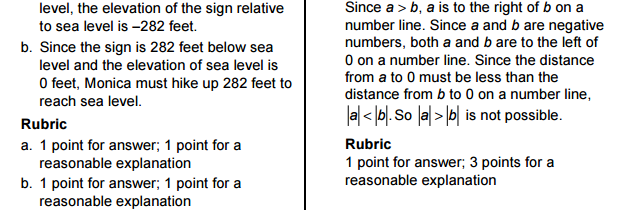 level, the elevation of the sign relative
to sea level is –282 feet.
b. Since the sign is 282 feet below sea
level and the elevation of sea level is
0 feet, Monica must hike up 282 feet to
reach sea level.
Rubric
a. 1 point for answer; 1 point for a
reasonable explanation
b. 1 point for answer; 1 point for a
reasonable explanation
Since a > b, a is to the right of b on a
number line. Since a and b are negative
numbers, both a and b are to the left of
0 on a number line. Since the distance
from a to 0 must be less than the
distance from b to 0 on a number line,
|a| < |b|. So |a| > |b| is not possible.
Rubric
1 point for answer; 3 points for a
reasonable explanation